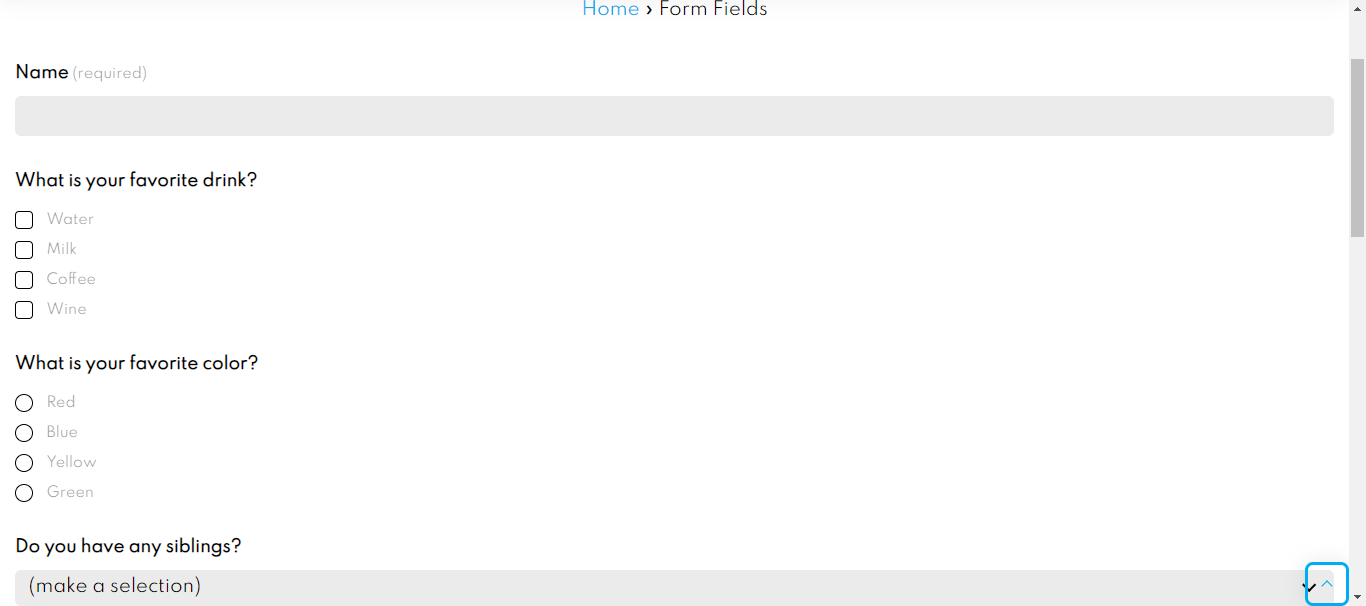 Home › Form Fields
Name (required)
What is your favorite drink?
Water
Milk
Coffee
Wine
What is your favorite color?
Red
Blue
Yellow
Green
Do you have any siblings?
(make a selection)